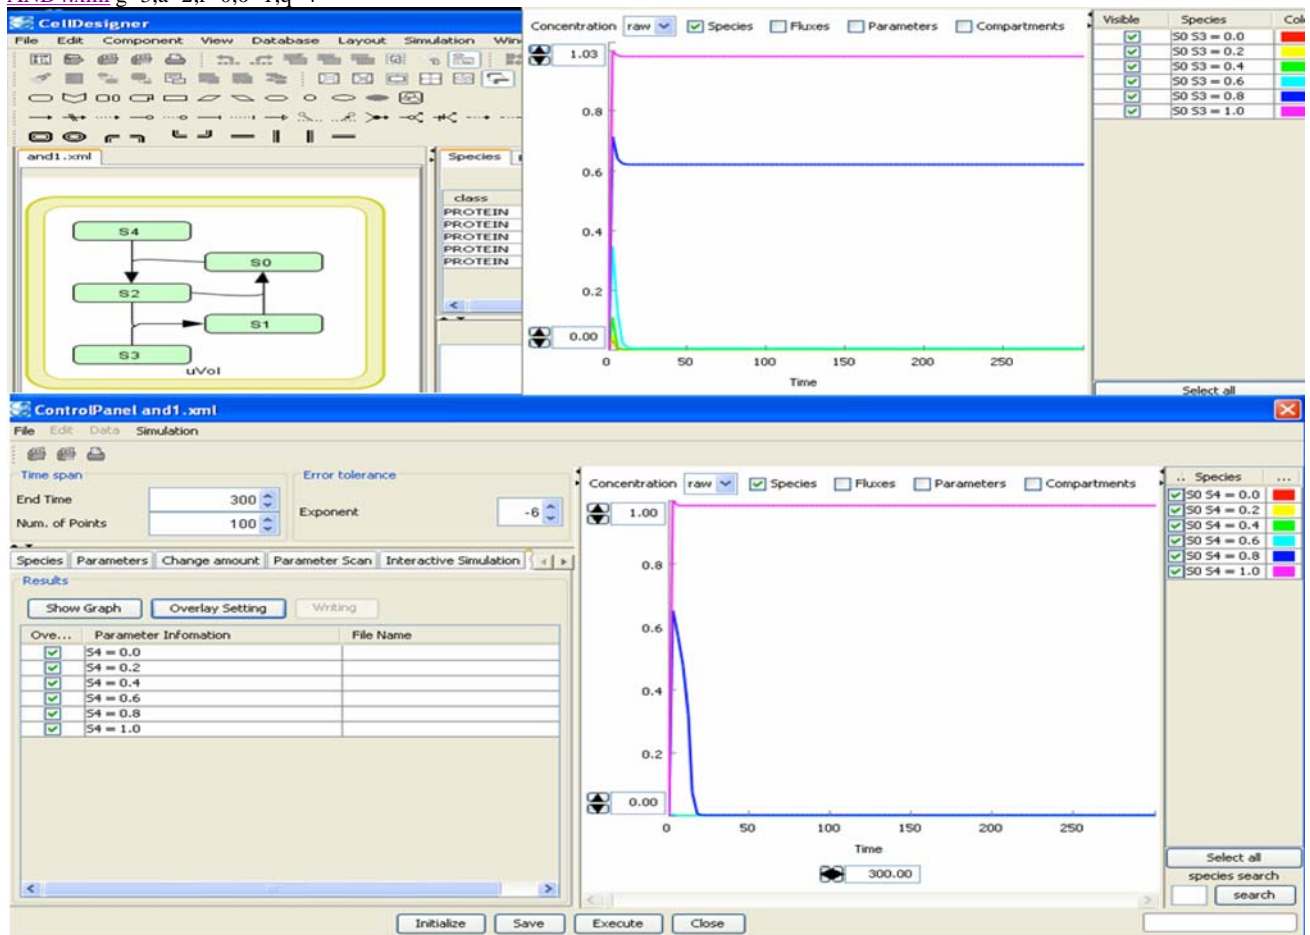 AND4.xml g=3,a=2,r=0,b=1,q=4
CellDesigner
File Edit Component View Database Layout Simulation Win
and1.xml
S4
S0
S2
S1
S3
uVol
Species
class
PROTEIN
PROTEIN
PROTEIN
PROTEIN
PROTEIN
Concentration raw Species Fluxes Parameters Compartments
1.03
0.8
0.6
0.4
0.2
0.00
0 50 100 150 200 250
Time
Visible Species Colo
S0 S3 = 0.0
S0 S3 = 0.2
S0 S3 = 0.4
S0 S3 = 0.6
S0 S3 = 0.8
S0 S3 = 1.0
Select all
ControlPanel and1.xml
File Edit Data Simulation
Time span
End Time 300
Num. of Points 100
Error tolerance
Exponent -6
Species Parameters Change amount Parameter Scan Interactive Simulation
Results
Show Graph Overlay Setting Writing
Ove... Parameter Infomation File Name
S4 = 0.0
S4 = 0.2
S4 = 0.4
S4 = 0.6
S4 = 0.8
S4 = 1.0
Concentration raw Species Fluxes Parameters Compartments
1.00
0.8
0.6
0.4
0.2
0.00
0 50 100 150 200 250
Time
300.00
.. Species ...
S0 S4 = 0.0
S0 S4 = 0.2
S0 S4 = 0.4
S0 S4 = 0.6
S0 S4 = 0.8
S0 S4 = 1.0
Select all
species search
search
Initialize Save Execute Close